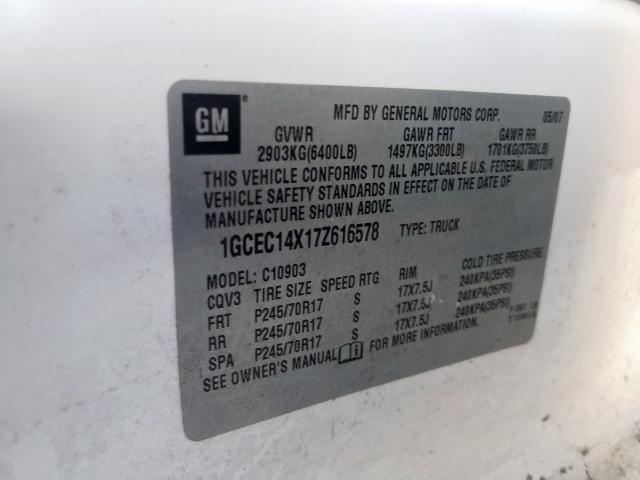 GM ®
MFD BY GENERAL MOTORS CORP. 05/07
GVWR GAWR FRT GAWR RR
2903KG(6400LB) 1497KG(3300LB) 1701KG(3750LB)
THIS VEHICLE CONFORMS TO ALL APPLICABLE U.S. FEDERAL MOTOR
VEHICLE SAFETY STANDARDS IN EFFECT ON THE DATE OF
MANUFACTURE SHOWN ABOVE.
1GCEC14X17Z616578 TYPE: TRUCK
MODEL: C10903
CQV3 TIRE SIZE SPEED RTG RIM COLD TIRE PRESSURE
FRT P245/70R17 S 17X7.5J 240KPA(35PSI)
RR P245/70R17 S 17X7.5J 240KPA(35PSI)
SPA P245/70R17 S 17X7.5J 240KPA(35PSI)
SEE OWNER'S MANUAL FOR MORE INFORMATION.